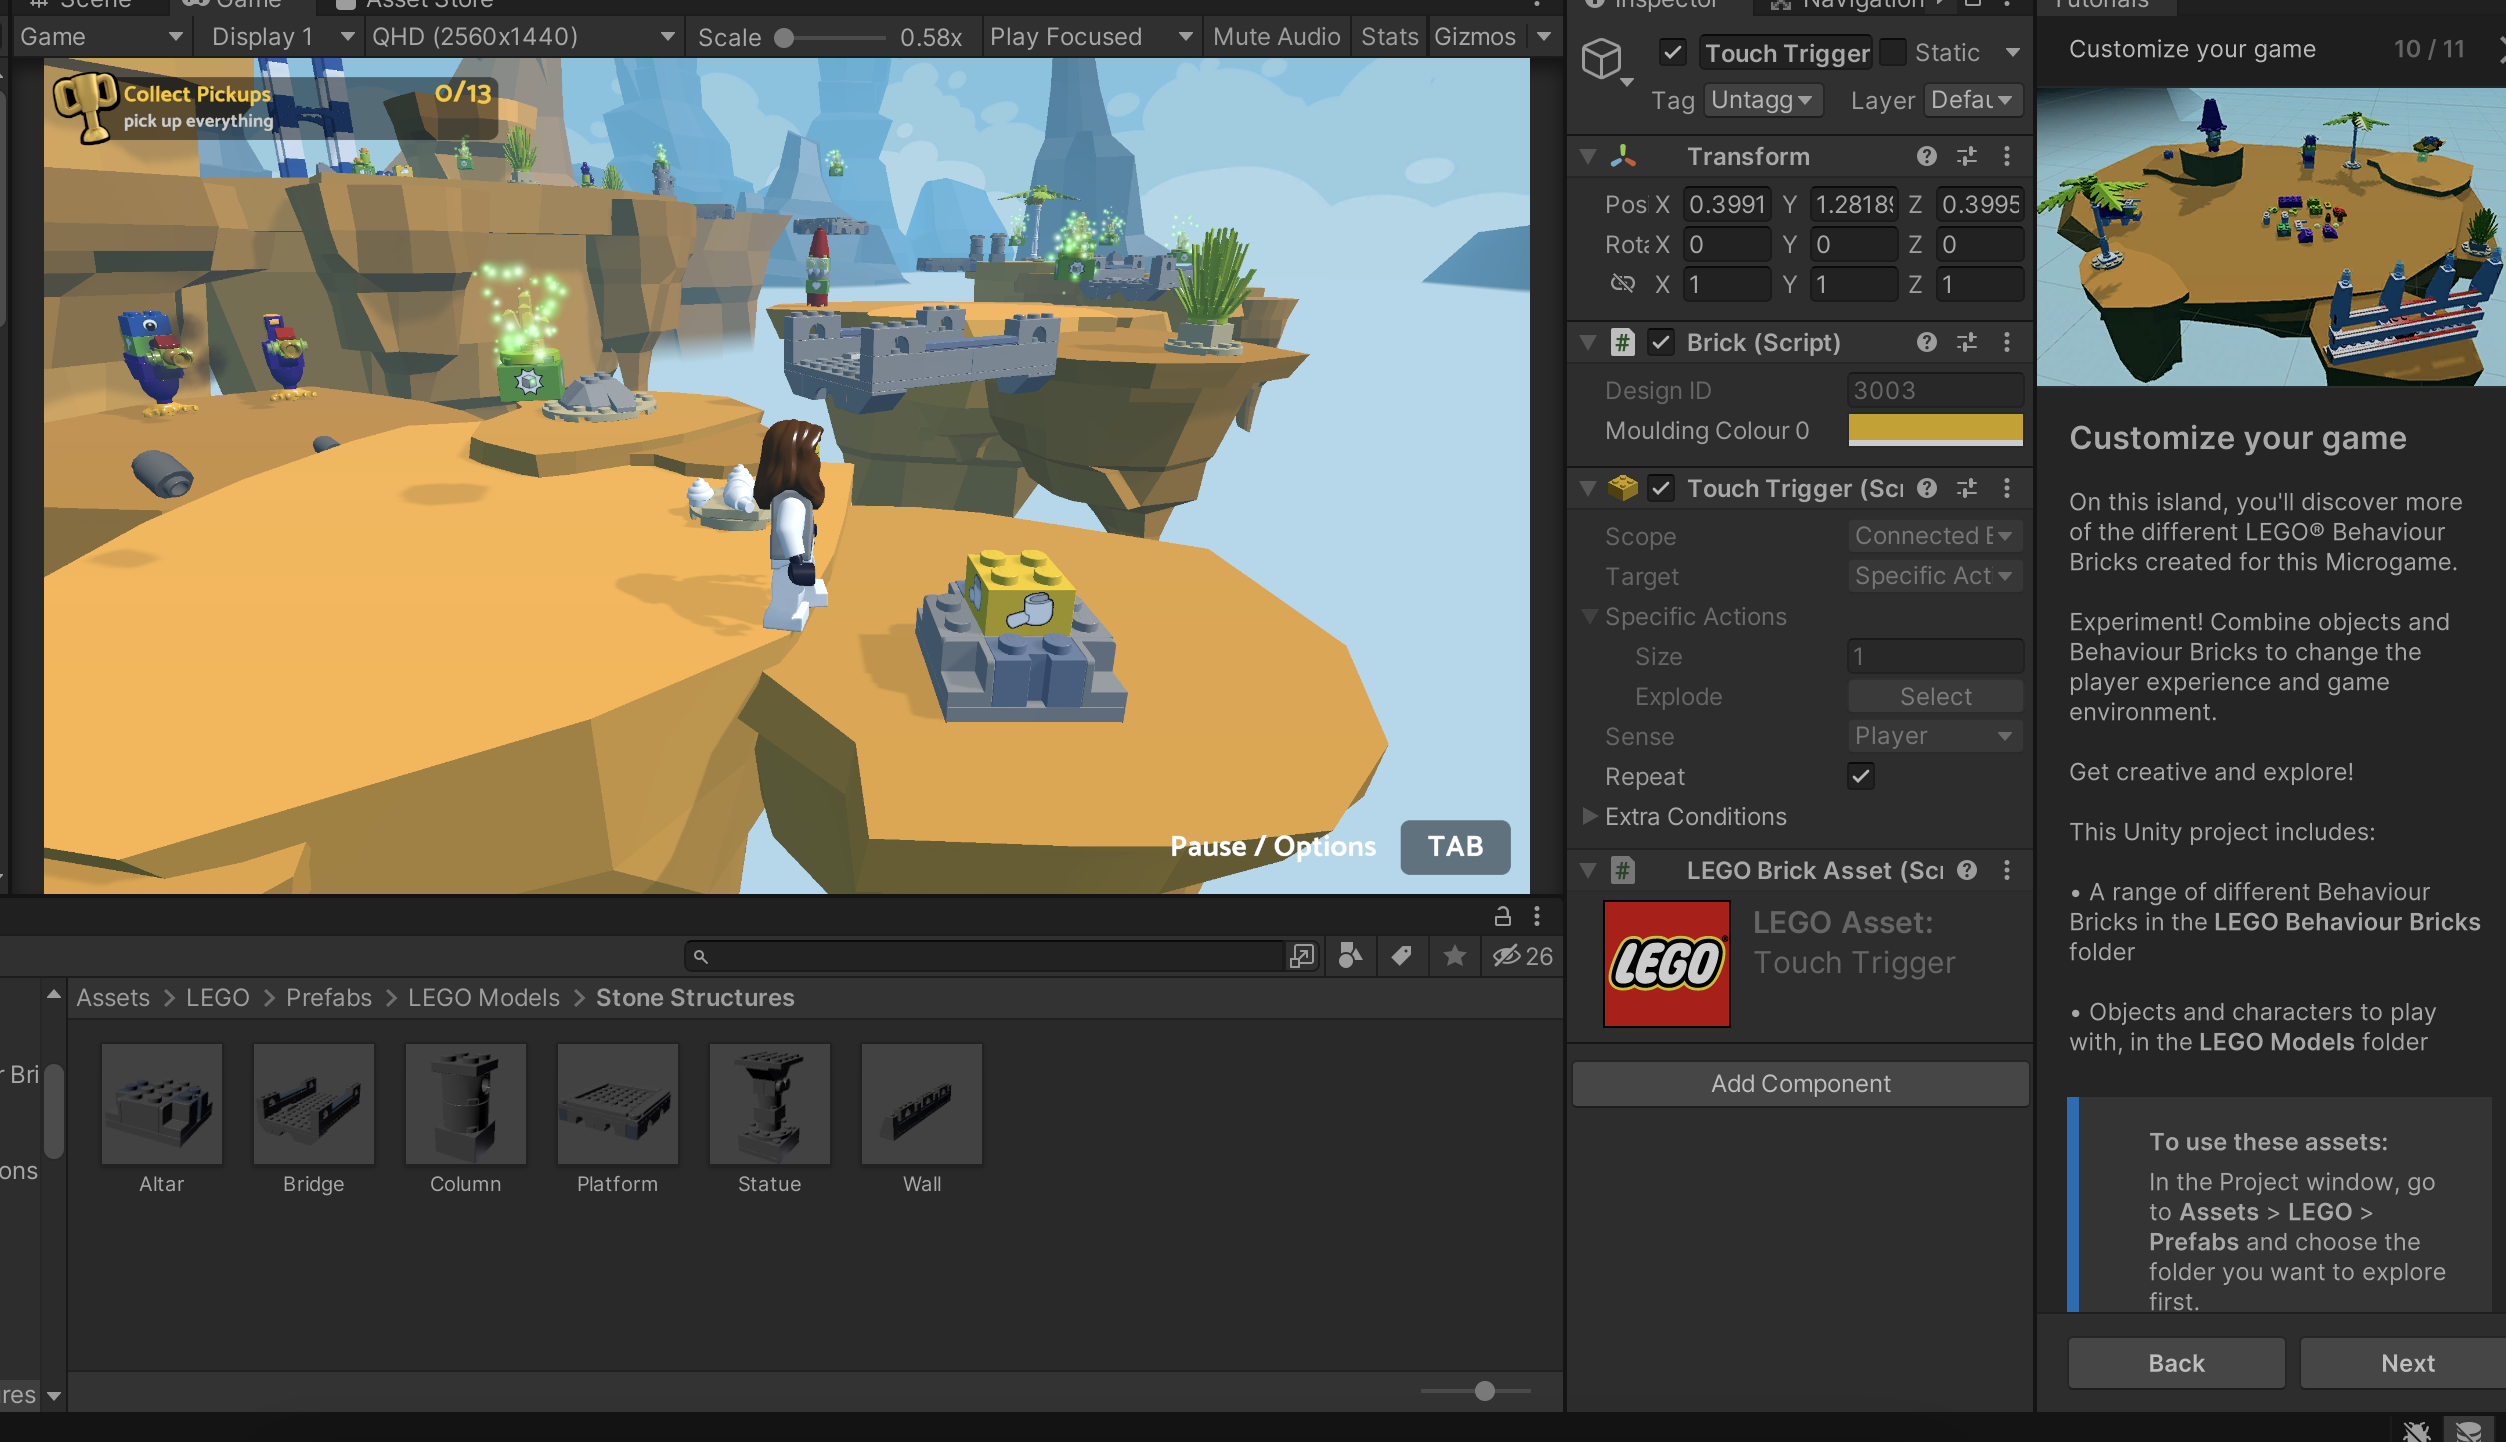 Scene
Game
Asset Store
Game
Display 1
QHD (2560x1440)
Scale
0.58x
Play Focused
Mute Audio
Stats
Gizmos
Collect Pickups
0/13
pick up everything
Pause / Options
TAB
26
Assets > LEGO > Prefabs > LEGO Models > Stone Structures
r Bri
ons
res
Altar
Bridge
Column
Platform
Statue
Wall
Inspector
Navigation
Touch Trigger
Static
Tag
Untagg
Layer
Defau
Transform
Pos X 0.3991 Y 1.2818 Z 0.3995
Rota X 0 Y 0 Z 0
X 1 Y 1 Z 1
# Brick (Script)
Design ID
3003
Moulding Colour 0
Touch Trigger (Scr
Scope
Connected B
Target
Specific Act
Specific Actions
Size
1
Explode
Select
Sense
Player
Repeat
Extra Conditions
# LEGO Brick Asset (Scr
LEGO
LEGO Asset:
Touch Trigger
Add Component
Tutorials
Customize your game
10 / 11
Customize your game
On this island, you'll discover more
of the different LEGO® Behaviour
Bricks created for this Microgame.
Experiment! Combine objects and
Behaviour Bricks to change the
player experience and game
environment.
Get creative and explore!
This Unity project includes:
• A range of different Behaviour
Bricks in the LEGO Behaviour Bricks
folder
• Objects and characters to play
with, in the LEGO Models folder
To use these assets:
In the Project window, go
to Assets > LEGO >
Prefabs and choose the
folder you want to explore
first.
Back
Next